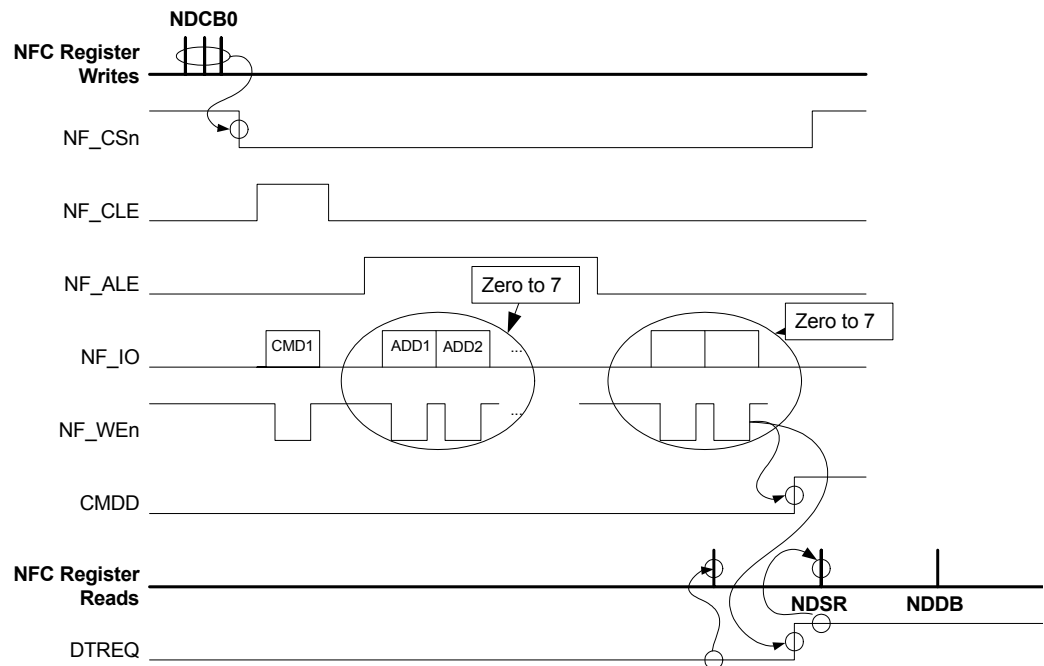 NDCB0
NFC Register
Writes
NF_CSn
NF_CLE
NF_ALE
Zero to 7
Zero to 7
NF_IO
CMD1
ADD1
ADD2
...
NF_WEn
...
CMDD
NFC Register
Reads
NDSR
NDDB
DTREQ